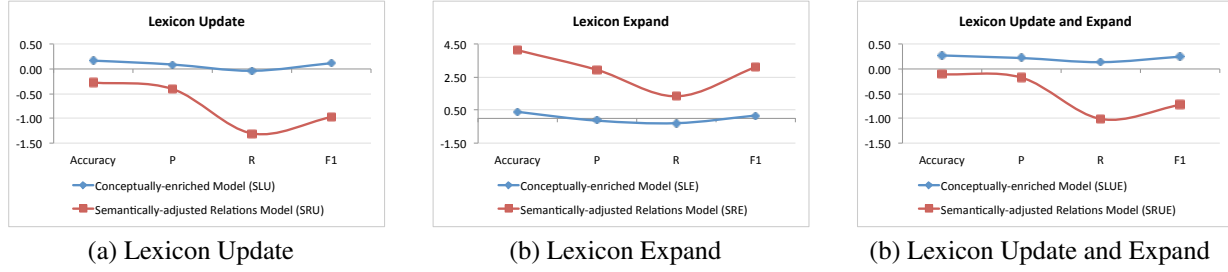 Lexicon Update
0.50
0.00
-0.50
-1.00
-1.50
Accuracy P R F1
Conceptually-enriched Model (SLU)
Semantically-adjusted Relations Model (SRU)
(a) Lexicon Update
Lexicon Expand
4.50
2.50
0.50
-1.50
Accuracy P R F1
Conceptually-enriched Model (SLE)
Semantically-adjusted Relations Model (SRE)
(b) Lexicon Expand
Lexicon Update and Expand
0.50
0.00
-0.50
-1.00
-1.50
Accuracy P R F1
Conceptually-enriched Model (SLUE)
Semantically-adjusted Relations Model (SRUE)
(b) Lexicon Update and Expand